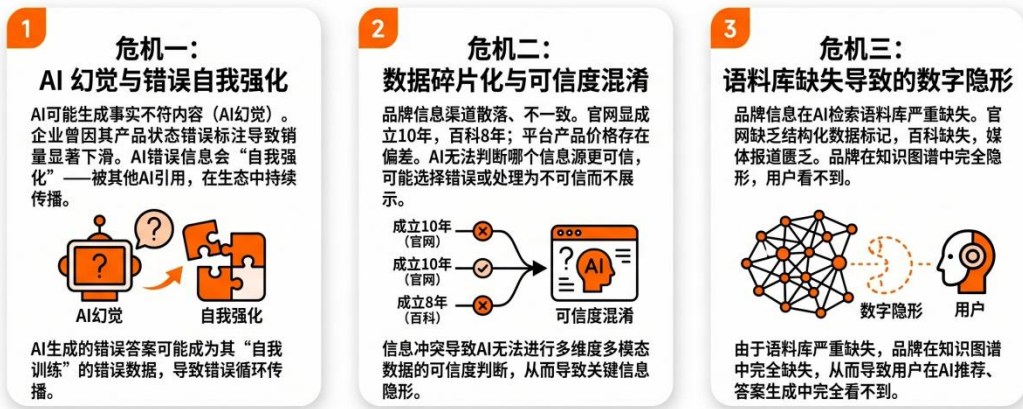 1
危机一：
AI 幻觉与错误自我强化
AI可能生成事实不符内容（AI幻觉）。
企业曾因其产品状态错误标注导致销
量显著下滑。AI错误信息会“自我强
化”——被其他AI引用，在生态中持续
传播。
?
?
AI幻觉
自我强化
AI生成的错误答案可能成为其“自我
训练”的错误数据，导致错误循环传
播。
2
危机二：
数据碎片化与可信度混淆
品牌信息渠道散落、不一致。官网显成
立10年，百科8年；平台产品价格存在
偏差。AI无法判断哪个信息源更可信，
可能选择错误或处理为不可信而不展
示。
成立10年
（官网）
成立10年
（官网）
成立8年
（百科）
?
AI
可信度混淆
信息冲突导致AI无法进行多维度多模态
数据的可信度判断，从而导致关键信息
隐形。
3
危机三：
语料库缺失导致的数字隐形
品牌信息在AI检索语料库严重缺失。官
网缺乏结构化数据标记，百科缺失，媒
体报道匮乏。品牌在知识图谱中完全隐
形，用户看不到。
数字隐形
用户
由于语料库严重缺失，品牌在知识图谱
中完全缺失，从而导致用户在AI推荐、
答案生成中完全看不到。